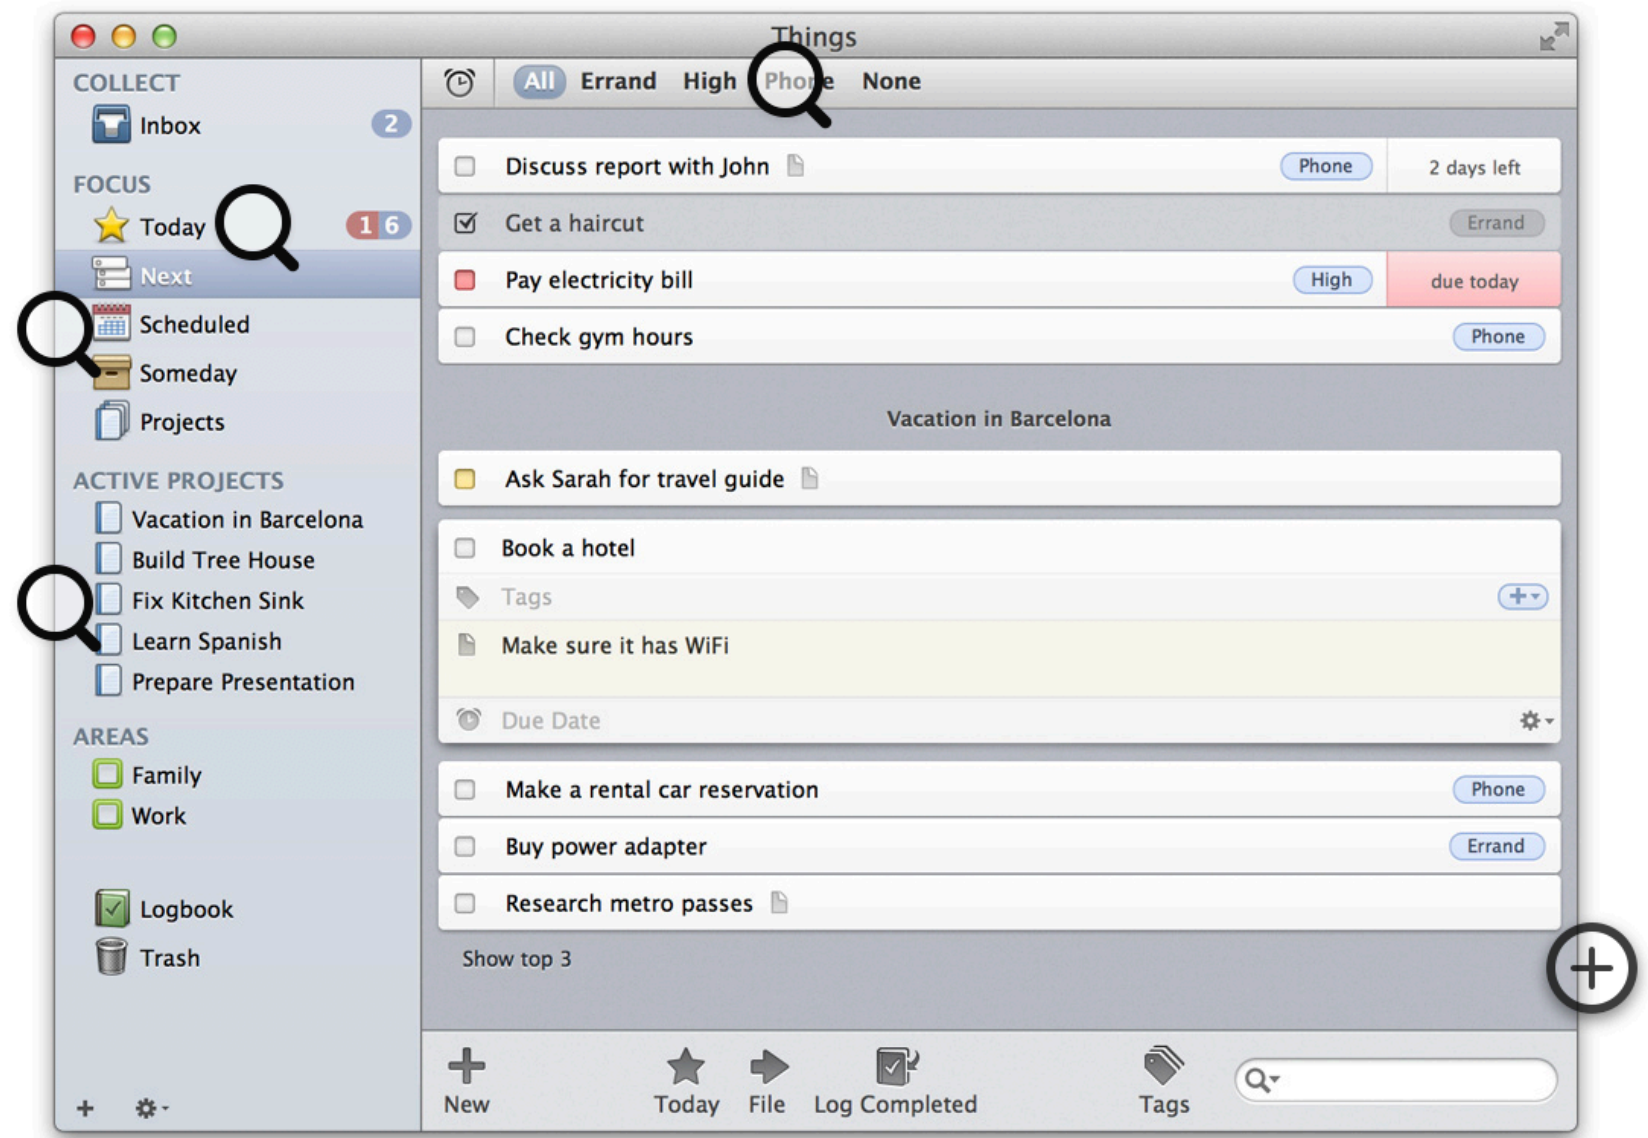 Things
COLLECT
Inbox 2
FOCUS
Today 1 6
Next
Scheduled
Someday
Projects
ACTIVE PROJECTS
Vacation in Barcelona
Build Tree House
Fix Kitchen Sink
Learn Spanish
Prepare Presentation
AREAS
Family
Work
Logbook
Trash
All Errand High Phone None
Discuss report with John Phone 2 days left
Get a haircut Errand
Pay electricity bill High due today
Check gym hours Phone
Vacation in Barcelona
Ask Sarah for travel guide
Book a hotel
Tags
Make sure it has WiFi
Due Date
Make a rental car reservation Phone
Buy power adapter Errand
Research metro passes
Show top 3
New Today File Log Completed Tags